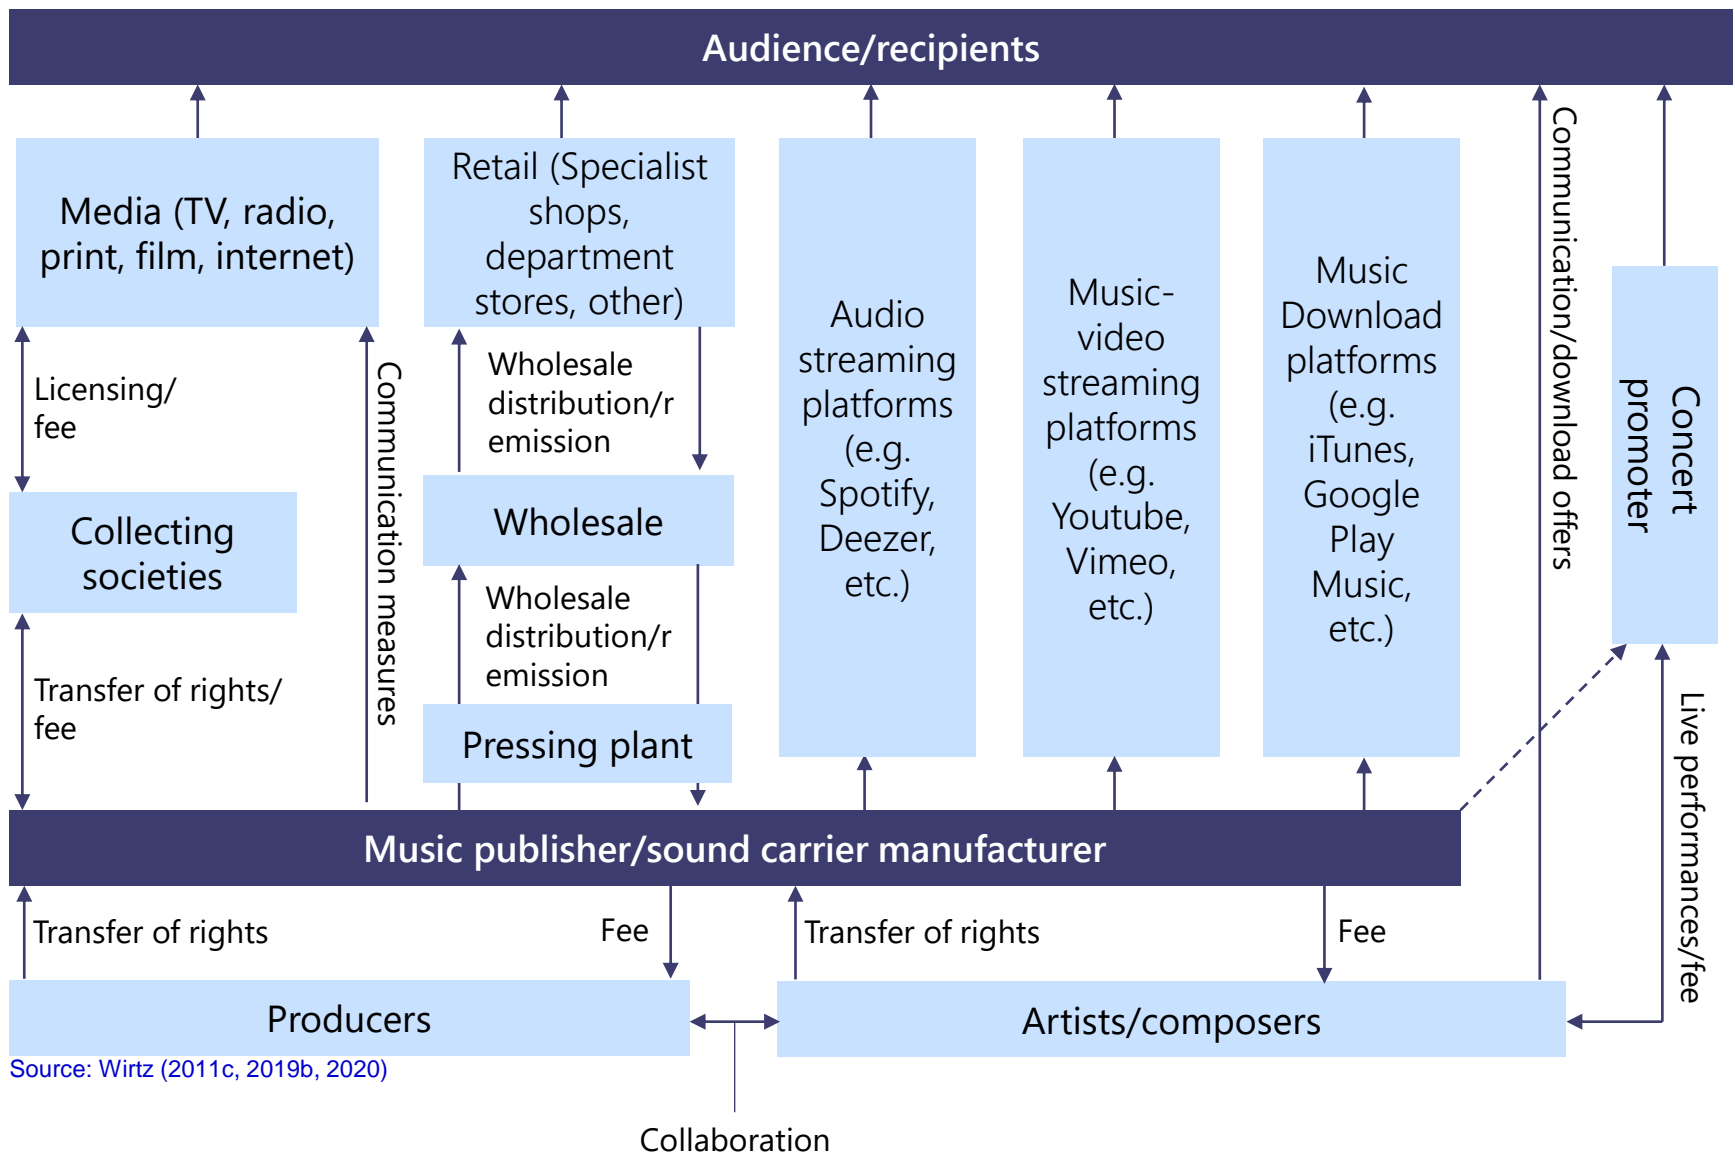 Audience/recipients
Media (TV, radio,
print, film, internet)
Retail (Specialist
shops,
department
stores, other)
Audio
streaming
platforms
(e.g.
Spotify,
Deezer,
etc.)
Music-
video
streaming
platforms
(e.g.
Youtube,
Vimeo,
etc.)
Music
Download
platforms
(e.g.
iTunes,
Google
Play
Music,
etc.)
Communication/download offers
Concert
promoter
Licensing/
fee
Communication measures
Wholesale
distribution/r
emission
Collecting
societies
Wholesale
Transfer of rights/
fee
Wholesale
distribution/r
emission
Pressing plant
Live performances/fee
Music publisher/sound carrier manufacturer
Transfer of rights
Fee
Transfer of rights
Fee
Producers
Artists/composers
Source: Wirtz (2011c, 2019b, 2020)
Collaboration